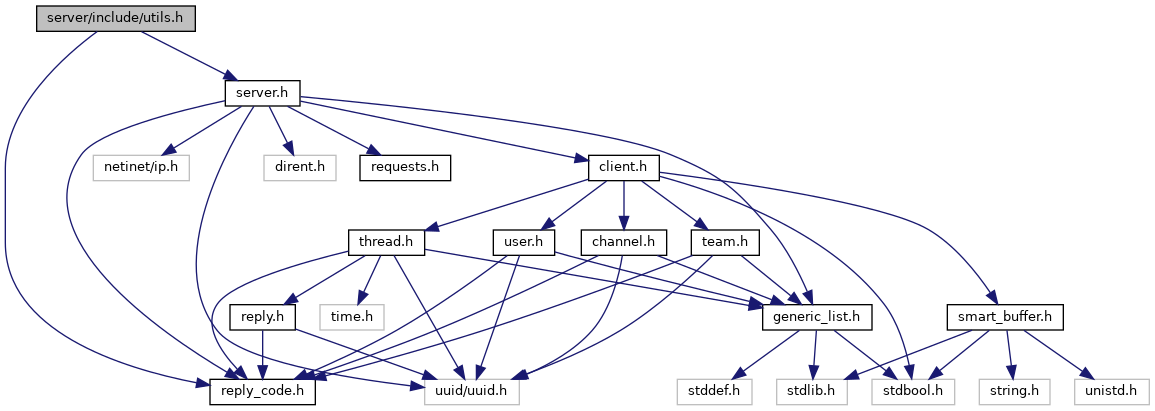 server/include/utils.h
server.h
netinet/ip.h
dirent.h
requests.h
client.h
thread.h
user.h
channel.h
team.h
reply.h
time.h
generic_list.h
smart_buffer.h
reply_code.h
uuid/uuid.h
stddef.h
stdlib.h
stdbool.h
string.h
unistd.h